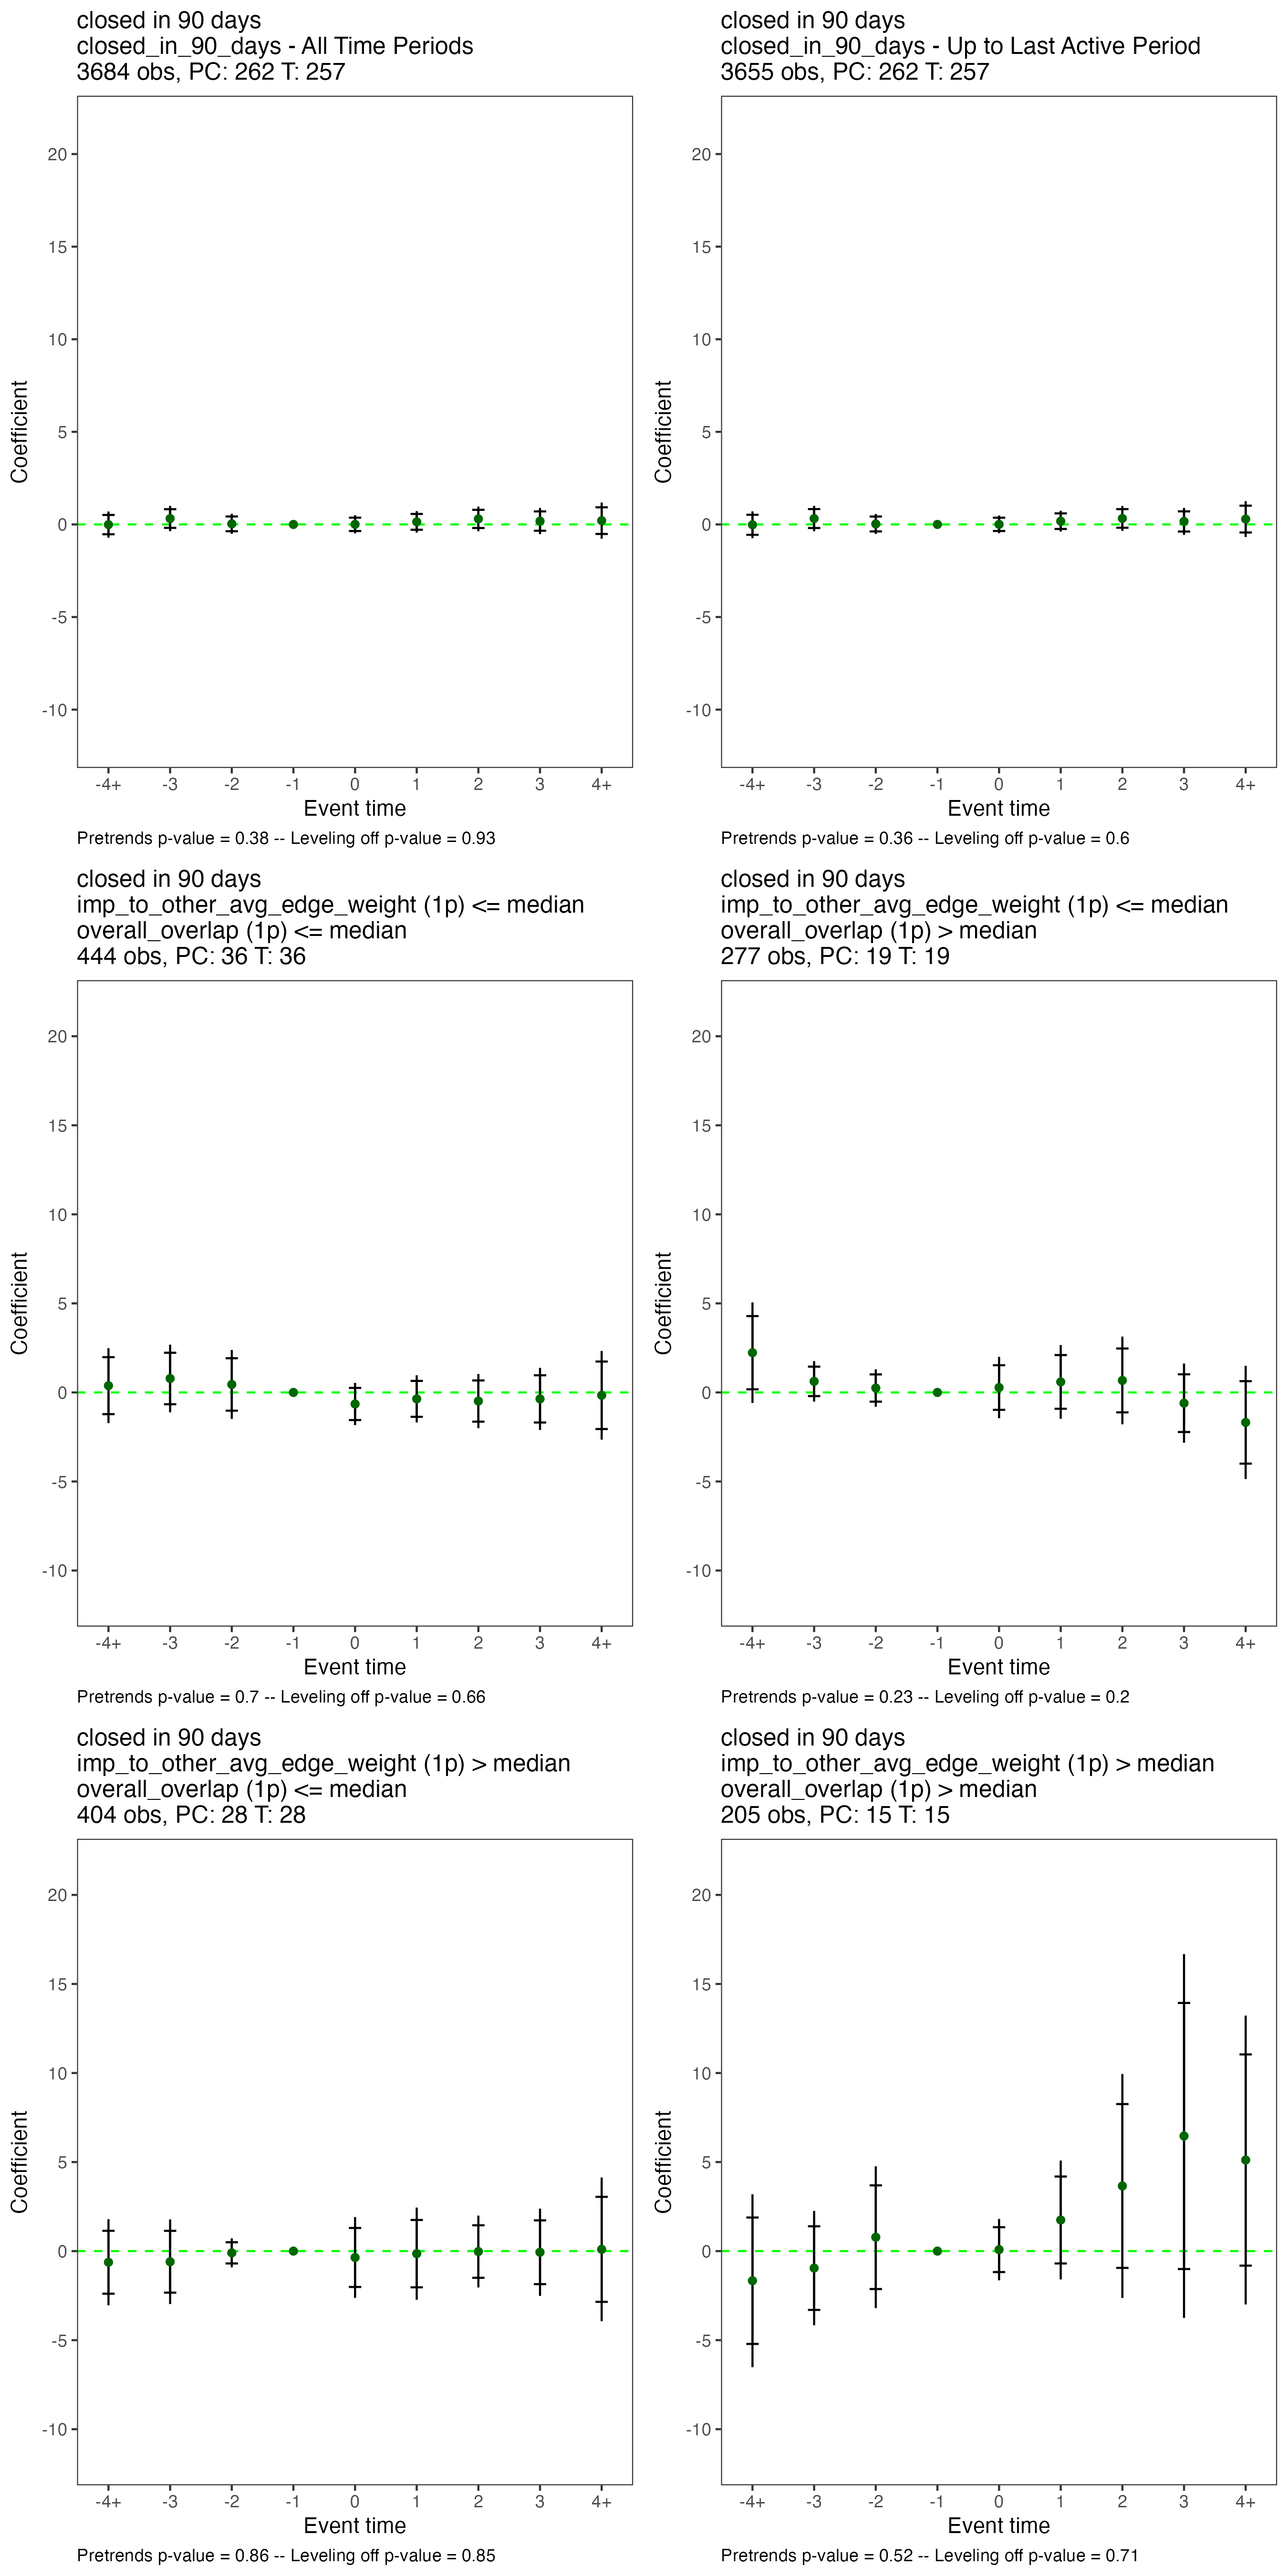 closed in 90 days
closed_in_90_days - All Time Periods
3684 obs, PC: 262 T: 257
20
15
10
5
0
-5
-10
Coefficient
-4+ -3 -2 -1 0 1 2 3 4+
Event time
Pretrends p-value = 0.38 -- Leveling off p-value = 0.93
closed in 90 days
closed_in_90_days - Up to Last Active Period
3655 obs, PC: 262 T: 257
20
15
10
5
0
-5
-10
Coefficient
-4+ -3 -2 -1 0 1 2 3 4+
Event time
Pretrends p-value = 0.36 -- Leveling off p-value = 0.6
closed in 90 days
imp_to_other_avg_edge_weight (1p) <= median
overall_overlap (1p) <= median
444 obs, PC: 36 T: 36
20
15
10
5
0
-5
-10
Coefficient
-4+ -3 -2 -1 0 1 2 3 4+
Event time
Pretrends p-value = 0.7 -- Leveling off p-value = 0.66
closed in 90 days
imp_to_other_avg_edge_weight (1p) <= median
overall_overlap (1p) > median
277 obs, PC: 19 T: 19
20
15
10
5
0
-5
-10
Coefficient
-4+ -3 -2 -1 0 1 2 3 4+
Event time
Pretrends p-value = 0.23 -- Leveling off p-value = 0.2
closed in 90 days
imp_to_other_avg_edge_weight (1p) > median
overall_overlap (1p) <= median
404 obs, PC: 28 T: 28
20
15
10
5
0
-5
-10
Coefficient
-4+ -3 -2 -1 0 1 2 3 4+
Event time
Pretrends p-value = 0.86 -- Leveling off p-value = 0.85
closed in 90 days
imp_to_other_avg_edge_weight (1p) > median
overall_overlap (1p) > median
205 obs, PC: 15 T: 15
20
15
10
5
0
-5
-10
Coefficient
-4+ -3 -2 -1 0 1 2 3 4+
Event time
Pretrends p-value = 0.52 -- Leveling off p-value = 0.71